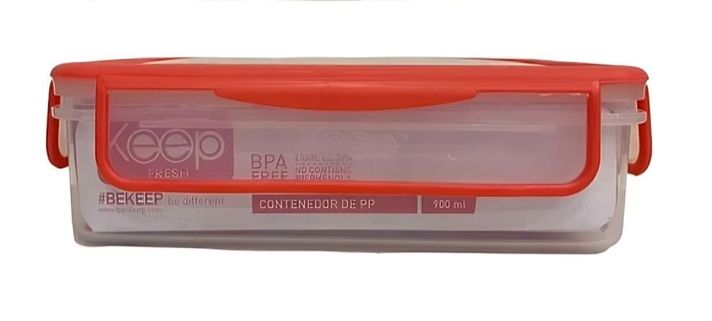 Keep
FRESH
BPA
FREE
LIBRE DE BPA
NO CONTIENE
#BEKEEP be different
CONTENEDOR DE PP
900 ml